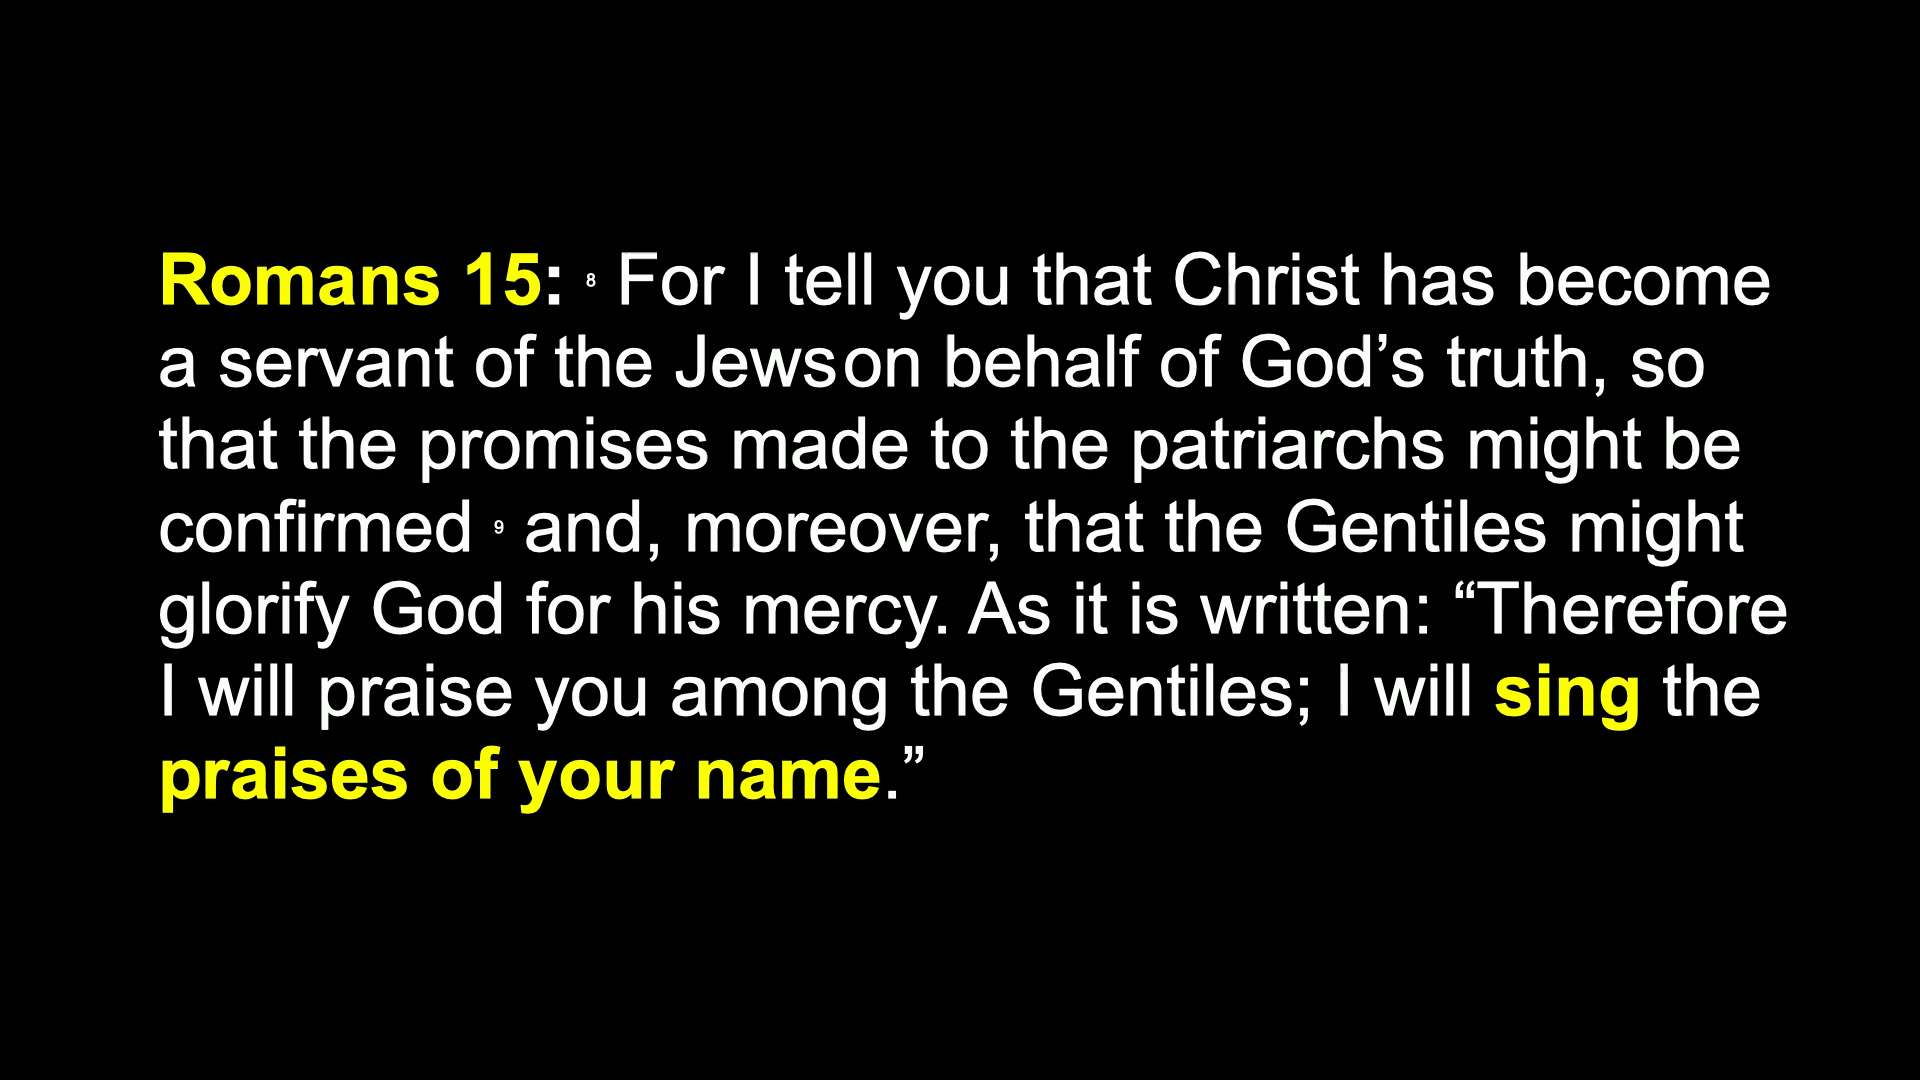 Romans 15: 8 For I tell you that Christ has become
a servant of the Jews on behalf of God’s truth, so
that the promises made to the patriarchs might be
confirmed 9 and, moreover, that the Gentiles might
glorify God for his mercy. As it is written: “Therefore
I will praise you among the Gentiles; I will sing the
praises of your name.”